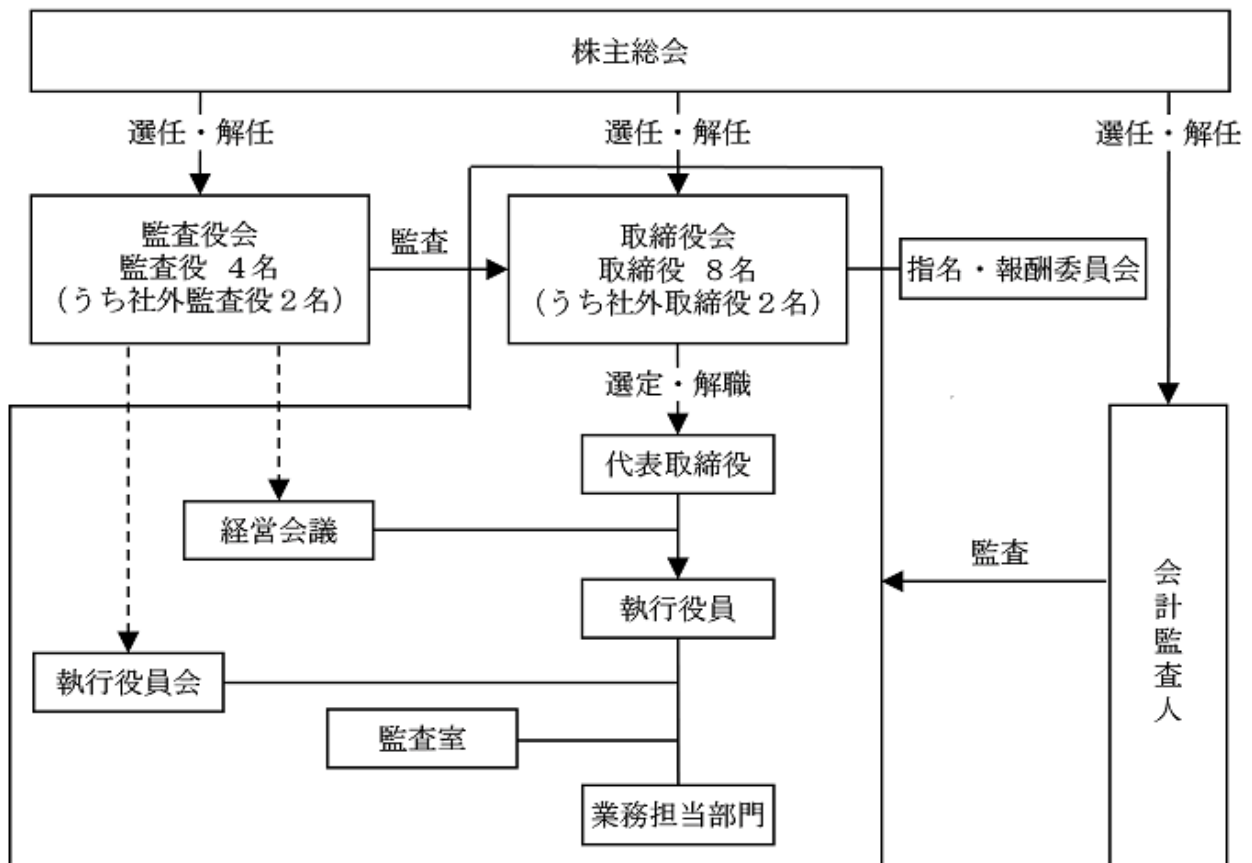 株主総会
選任・解任
選任・解任
選任・解任
監査役会
監査役 4名
（うち社外監査役２名）
監査
取締役会
取締役 8名
（うち社外取締役２名）
指名・報酬委員会
選定・解職
代表取締役
経営会議
執行役員
監査
会計監査人
執行役員会
監査室
業務担当部門